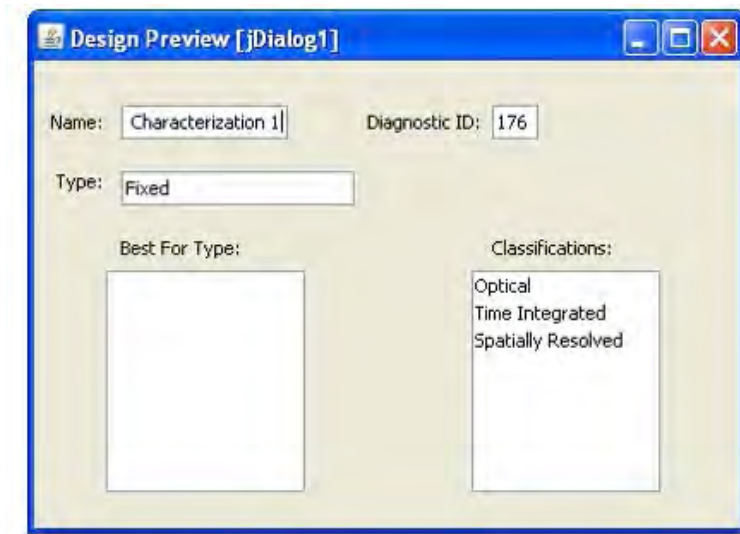 Design Preview [jDialog1]
Name: Characterization 1 Diagnostic ID: 176
Type: Fixed
Best For Type: Classifications:
Optical
Time Integrated
Spatially Resolved